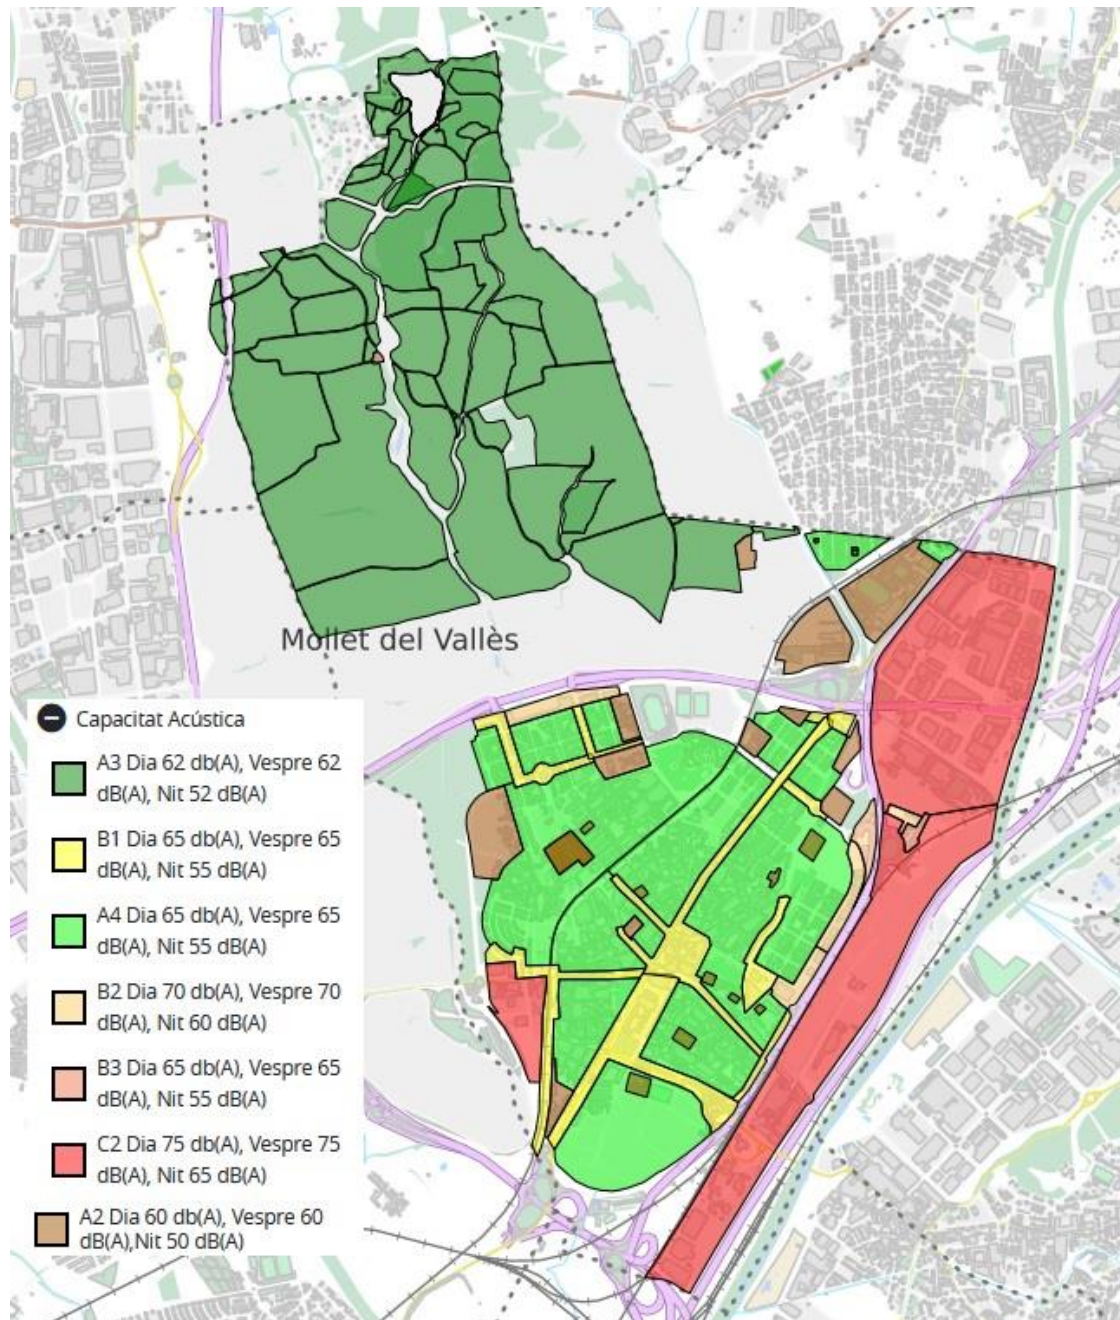 Mollet del Vallès
Capacitat Acústica
A3 Dia 62 db(A), Vespre 62
dB(A), Nit 52 dB(A)
B1 Dia 65 db(A), Vespre 65
dB(A), Nit 55 dB(A)
A4 Dia 65 db(A), Vespre 65
dB(A), Nit 55 dB(A)
B2 Dia 70 db(A), Vespre 70
dB(A), Nit 60 dB(A)
B3 Dia 65 db(A), Vespre 65
dB(A), Nit 55 dB(A)
C2 Dia 75 db(A), Vespre 75
dB(A), Nit 65 dB(A)
A2 Dia 60 db(A), Vespre 60
dB(A),Nit 50 dB(A)